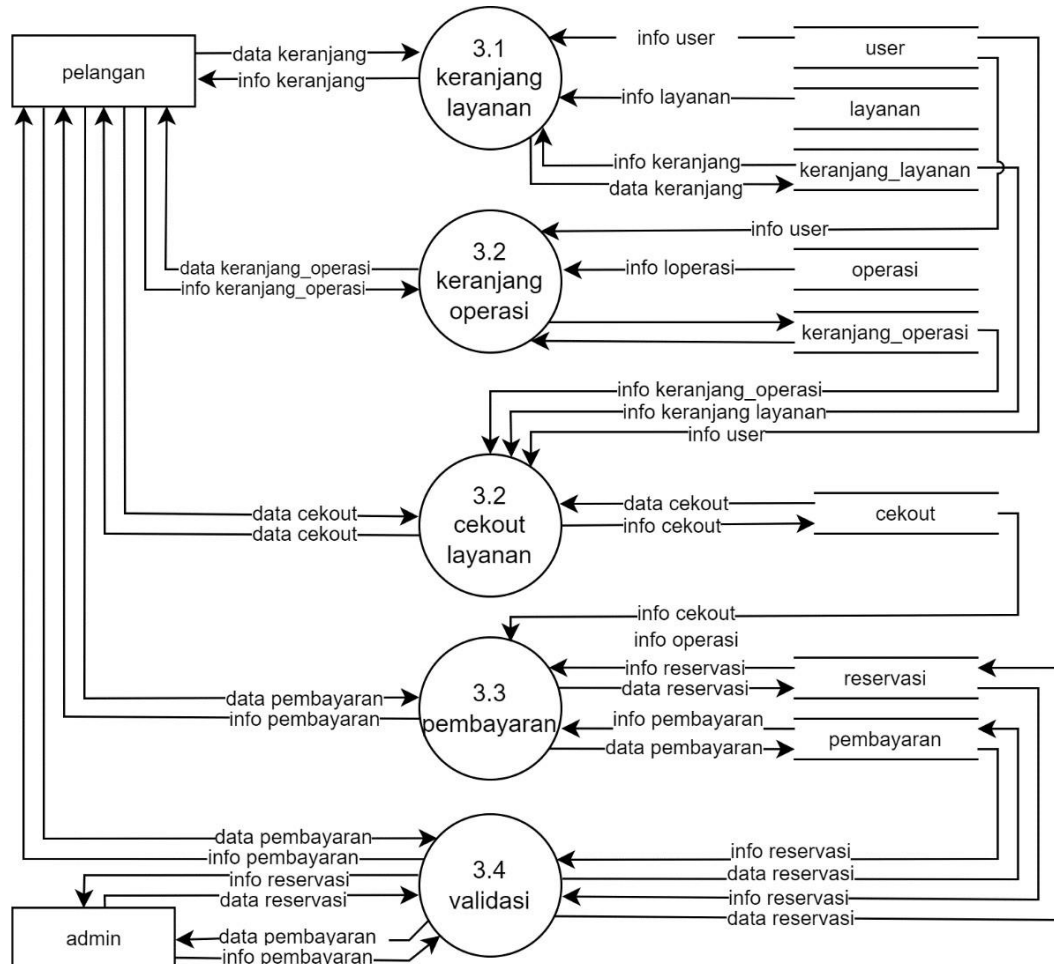 pelangan
data keranjang
info keranjang
3.1
keranjang
layanan
info user
user
info layanan
layanan
info keranjang
data keranjang
keranjang_layanan
info user
data keranjang_operasi
info keranjang_operasi
3.2
keranjang
operasi
info loperasi
operasi
keranjang_operasi
info keranjang_operasi
info keranjang layanan
info user
data cekout
data cekout
3.2
cekout
layanan
data cekout
info cekout
cekout
info cekout
info operasi
data pembayaran
info pembayaran
3.3
pembayaran
info reservasi
data reservasi
reservasi
info pembayaran
data pembayaran
pembayaran
data pembayaran
info pembayaran
info reservasi
data reservasi
3.4
validasi
info reservasi
data reservasi
info reservasi
data reservasi
admin
data pembayaran
info pembayaran